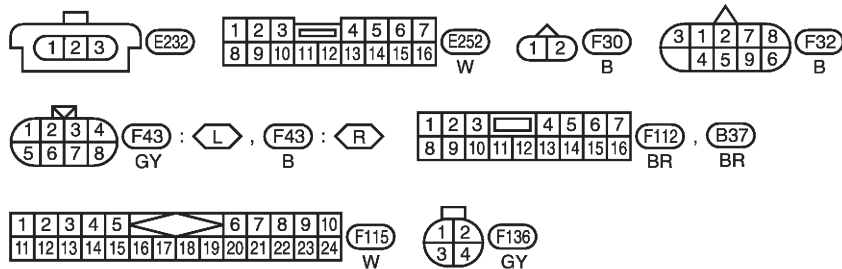 1 2 3 E232
1 2 3 4 5 6 7 E252
8 9 10 11 12 13 14 15 16 W
1 2 F30
B
3 1 2 7 8 F32
4 5 9 6 B
1 2 3 4 F43 : L , F43 : R
5 6 7 8 GY B
1 2 3 4 5 6 7 F112 , B37
8 9 10 11 12 13 14 15 16 BR BR
1 2 3 4 5 6 7 8 9 10 F115
11 12 13 14 15 16 17 18 19 20 21 22 23 24 W
1 2 F136
3 4 GY